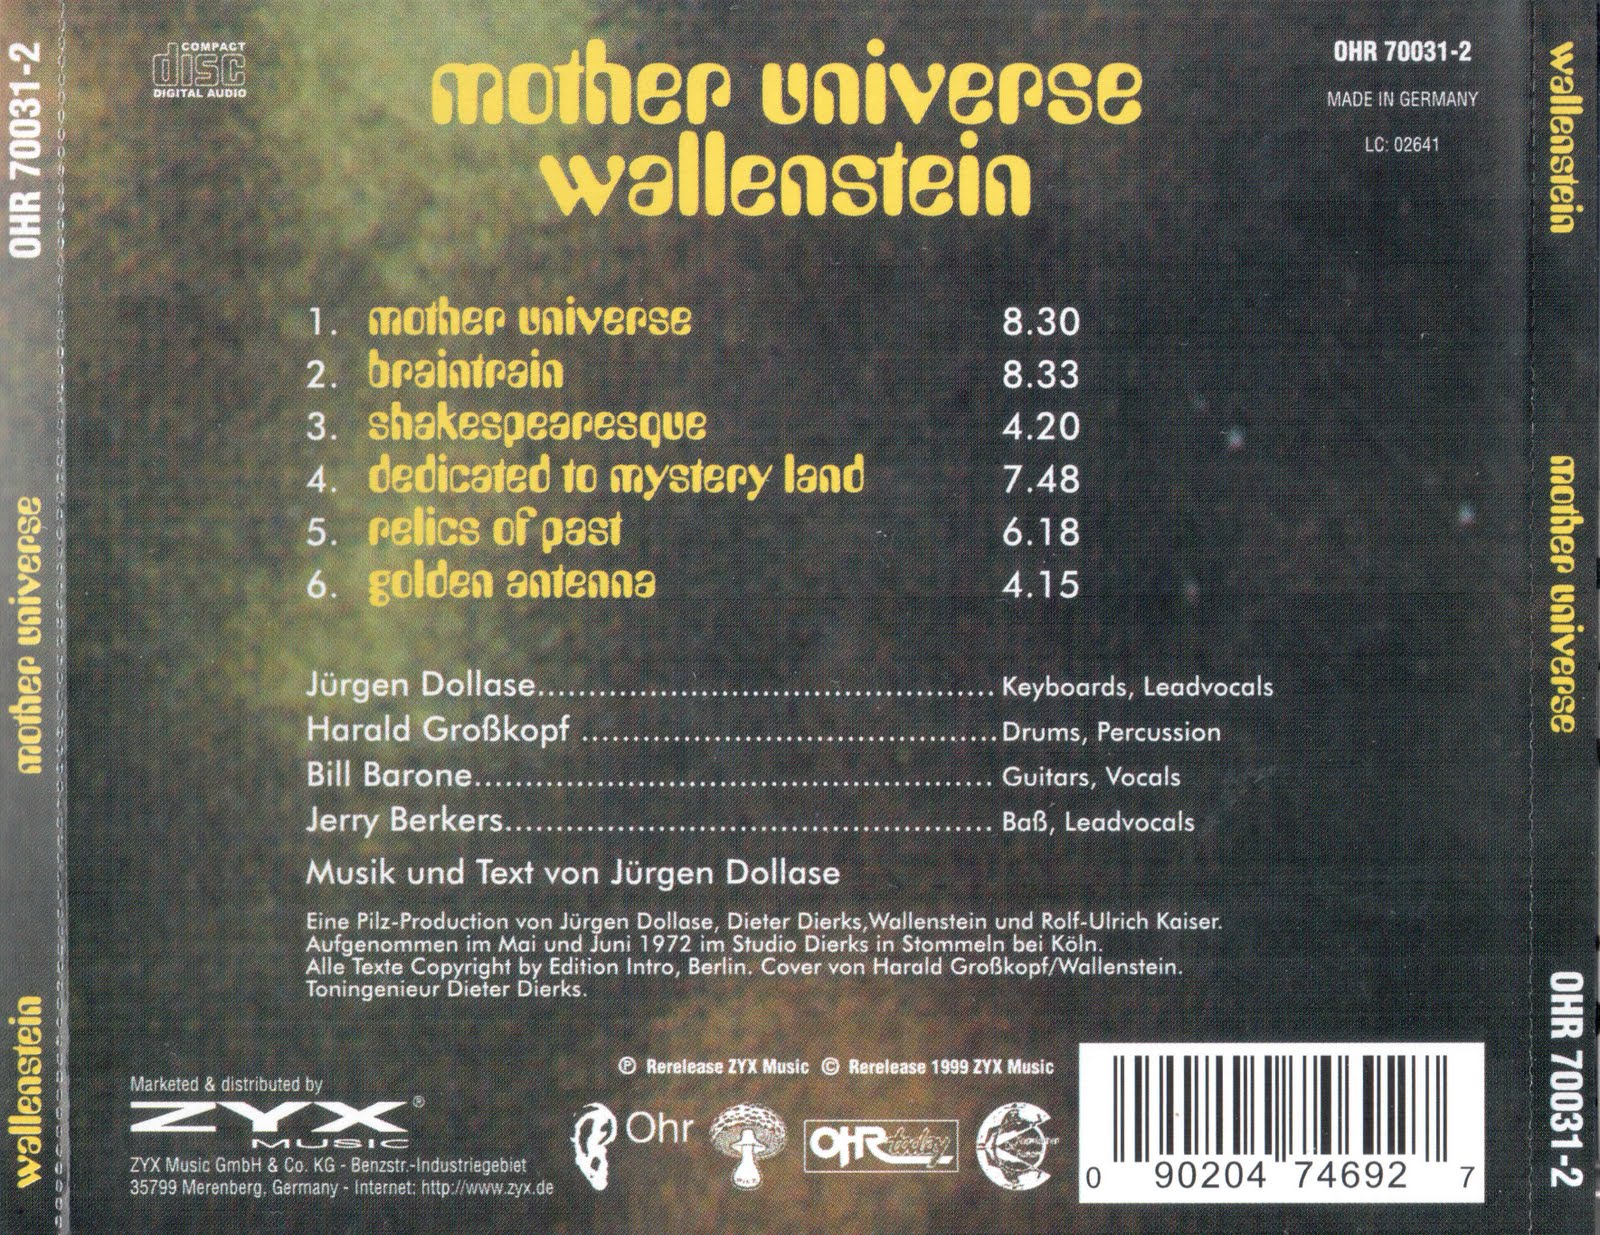 OHR 70031-2
mother universe
wallenstein
COMPACT
disc
DIGITAL AUDIO
mother universe
wallenstein
OHR 70031-2
MADE IN GERMANY
LC: 02641
1. mother universe 8.30
2. braintrain 8.33
3. shakespearesque 4.20
4. dedicated to mystery land 7.48
5. relics of past 6.18
6. golden antenna 4.15
Jürgen Dollase............................................ Keyboards, Leadvocals
Harald Großkopf ........................................ Drums, Percussion
Bill Barone.................................................. Guitars, Vocals
Jerry Berkers............................................... Baß, Leadvocals
Musik und Text von Jürgen Dollase
Eine Pilz-Production von Jürgen Dollase, Dieter Dierks,Wallenstein und Rolf-Ulrich Kaiser.
Aufgenommen im Mai und Juni 1972 im Studio Dierks in Stommeln bei Köln.
Alle Texte Copyright by Edition Intro, Berlin. Cover von Harald Großkopf/Wallenstein.
Toningenieur Dieter Dierks.
℗ Rerelease ZYX Music © Rerelease 1999 ZYX Music
Marketed & distributed by
ZYX®
MUSIC
ZYX Music GmbH & Co. KG - Benzstr.-Industriegebiet
35799 Merenberg, Germany - Internet: http://www.zyx.de
Ohr
PILZ
OHR today
0 90204 74692 7
wallenstein
mother universe
OHR 70031-2